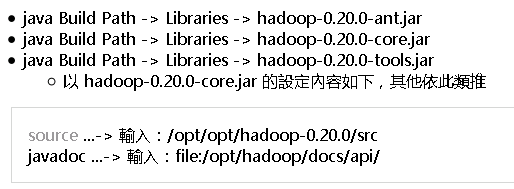 java Build Path -> Libraries -> hadoop-0.20.0-ant.jar
java Build Path -> Libraries -> hadoop-0.20.0-core.jar
java Build Path -> Libraries -> hadoop-0.20.0-tools.jar
以 hadoop-0.20.0-core.jar 的設定內容如下，其他依此類推
source ...-> 輸入：/opt/opt/hadoop-0.20.0/src
javadoc ...-> 輸入：file:/opt/hadoop/docs/api/